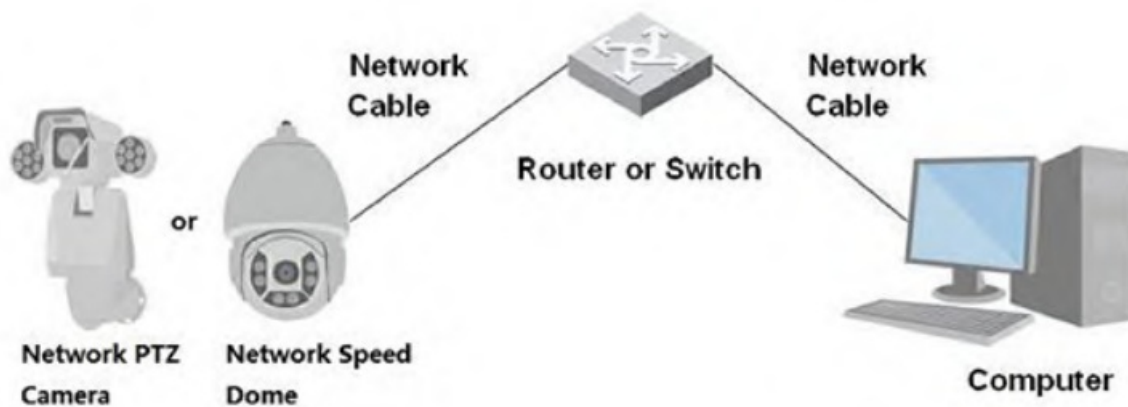 Network
Cable
Network
Cable
Router or Switch
or
Network PTZ
Camera
Network Speed
Dome
Computer